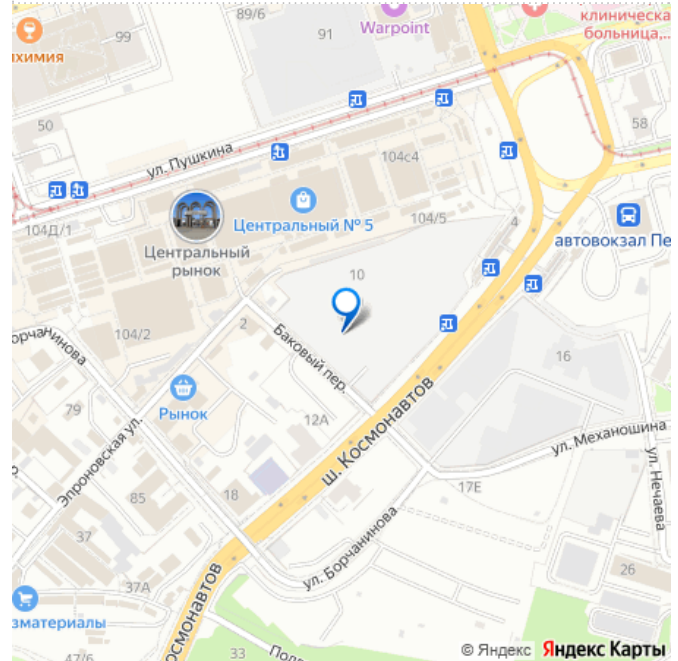 89/6
91
99
Warpoint
клиническа
больница,...
химия
50
58
ул. Пушкина
104с4
Центральный № 5
104/5
4
104Д/1
автовокзал Пе
Центральный
рынок
10
2
104/2
орчанинова
Баковый пер.
16
Рынок
79
12А
ш. Космонавтов
ул. Механошина
Эпроновская ул.
85
18
17Е
ул. Нечаева
37
ул. Борчанинова
26
37А
зматериалы
осмонавтов
47/6
33
Подл
© Яндекс Яндекс Карты